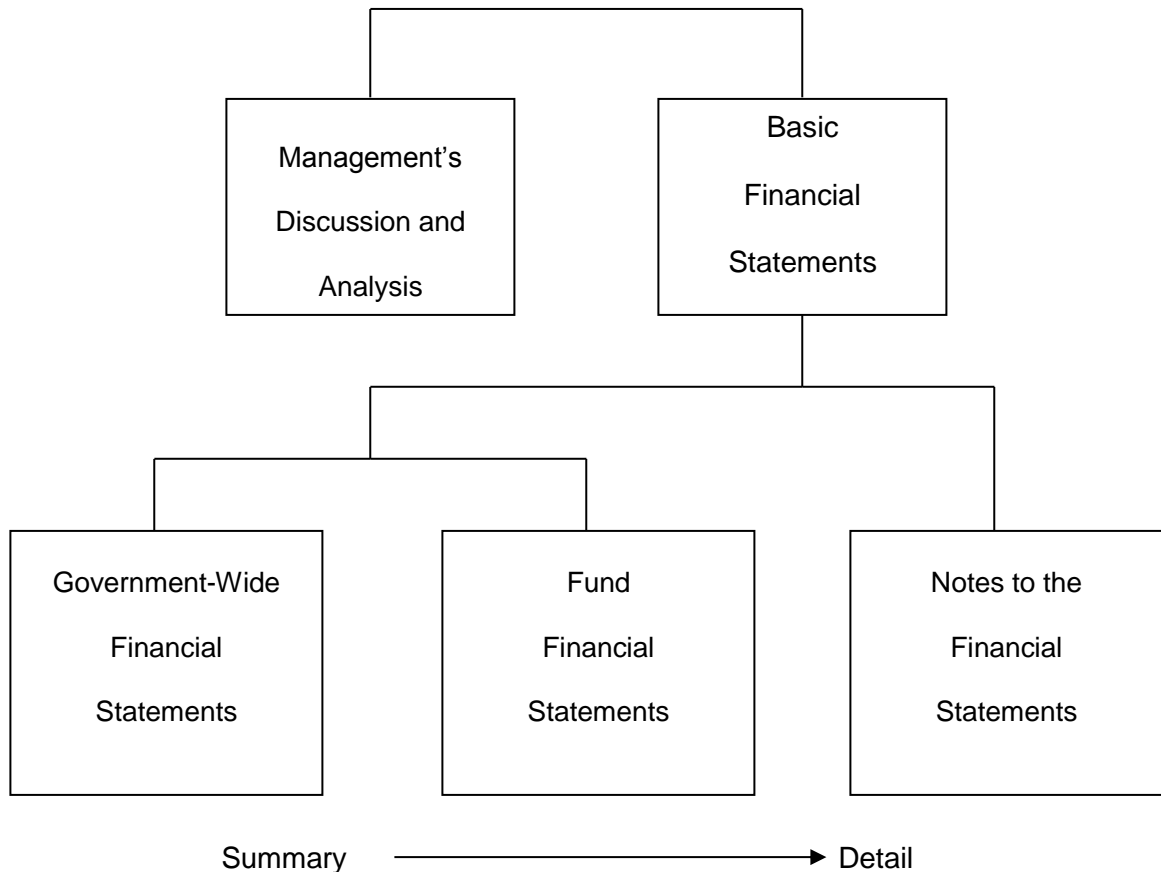 Management’s
Discussion and
Analysis
Basic
Financial
Statements
Government-Wide
Financial
Statements
Fund
Financial
Statements
Notes to the
Financial
Statements
Summary
Detail